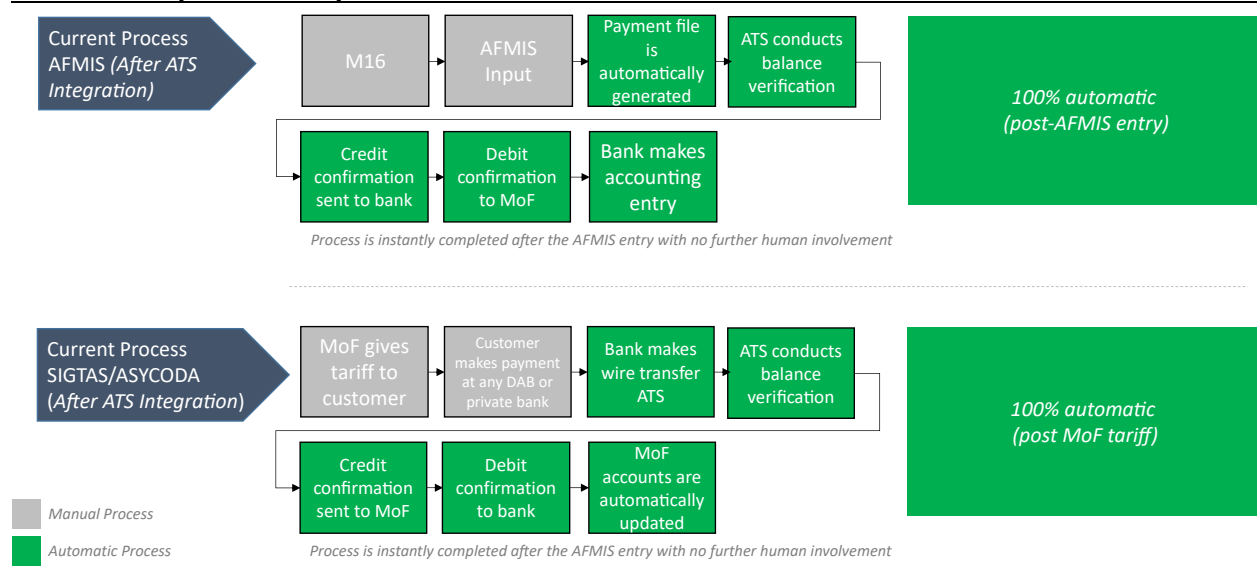 Current Process
AFMIS (After ATS
Integration)
M16
AFMIS
Input
Payment file
is
automatically
generated
ATS conducts
balance
verification
100% automatic
(post-AFMIS entry)
Credit
confirmation
sent to bank
Debit
confirmation
to MoF
Bank makes
accounting
entry
Process is instantly completed after the AFMIS entry with no further human involvement
Current Process
SIGTAS/ASYCODA
(After ATS Integration)
MoF gives
tariff to
customer
Customer
makes payment
at any DAB or
private bank
Bank makes
wire transfer
ATS
ATS conducts
balance
verification
100% automatic
(post MoF tariff)
Credit
confirmation
sent to MoF
Debit
confirmation
to bank
MoF
accounts are
automatically
updated
Manual Process
Automatic Process
Process is instantly completed after the AFMIS entry with no further human involvement